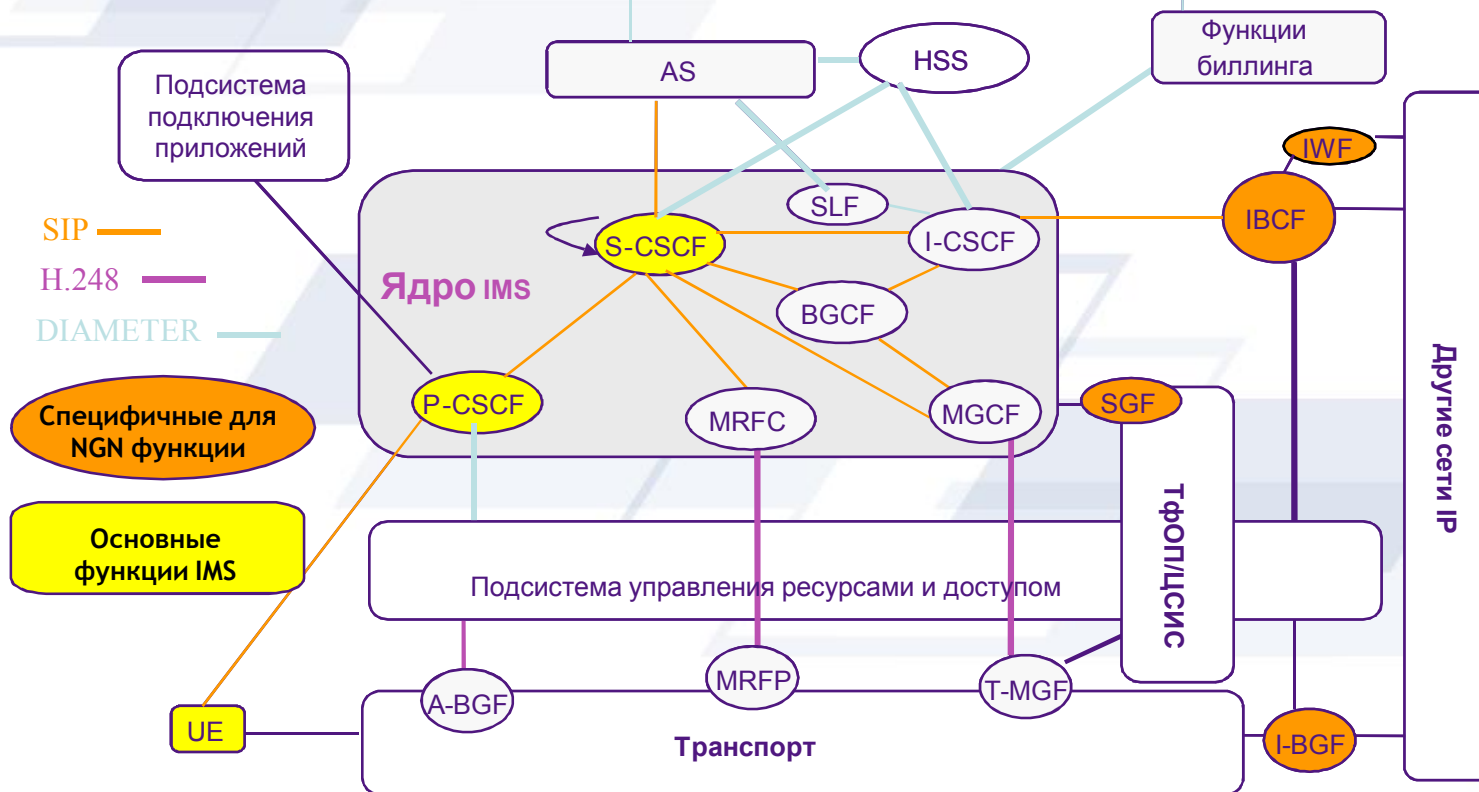 Функции
биллинга
AS
HSS
Подсистема
подключения
приложений
IWF
SLF
IBCF
SIP
S-CSCF
I-CSCF
H.248
Ядро IMS
BGCF
DIAMETER
Другие сети IP
P-CSCF
MRFC
MGCF
SGF
Специфичные для
NGN функции
ТфОП/ЦСИС
Основные
функции IMS
Подсистема управления ресурсами и доступом
A-BGF
MRFP
T-MGF
UE
Транспорт
I-BGF